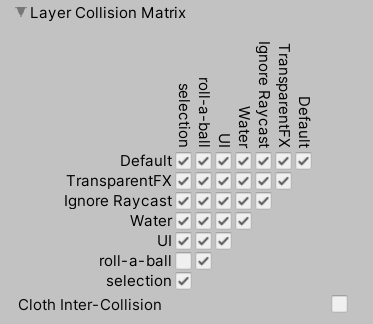 Layer Collision Matrix
selection
roll-a-ball
UI
Water
Ignore Raycast
TransparentFX
Default
Default
TransparentFX
Ignore Raycast
Water
UI
roll-a-ball
selection
Cloth Inter-Collision